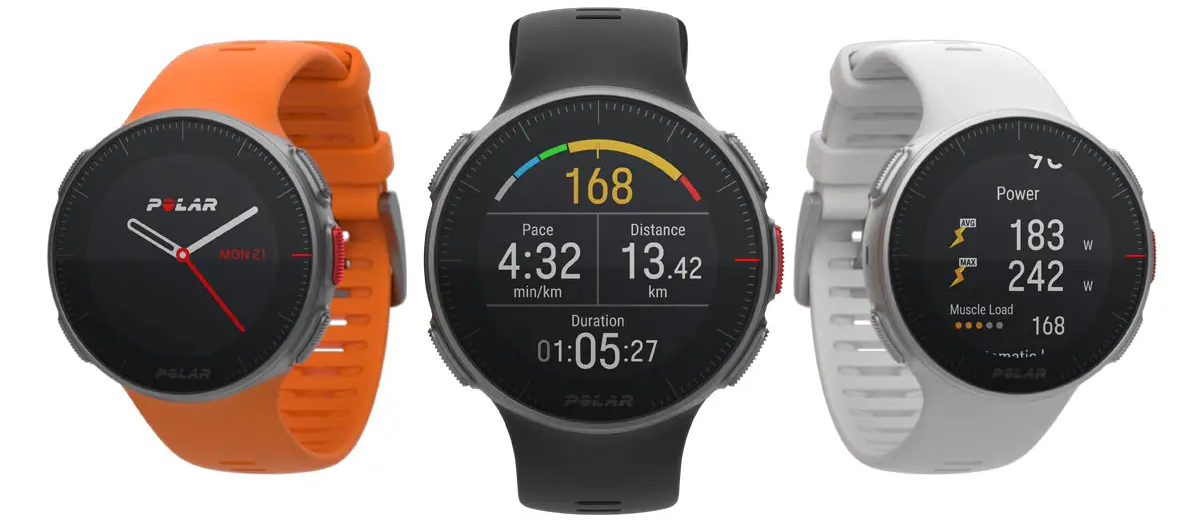 POLAR
MON 21
POLAR
168
Pace
4:32
min/km
Distance
13.42
km
Duration
01:05:27
POLAR
Power
AVG
183 W
MAX
242 W
Muscle Load
168
POLAR